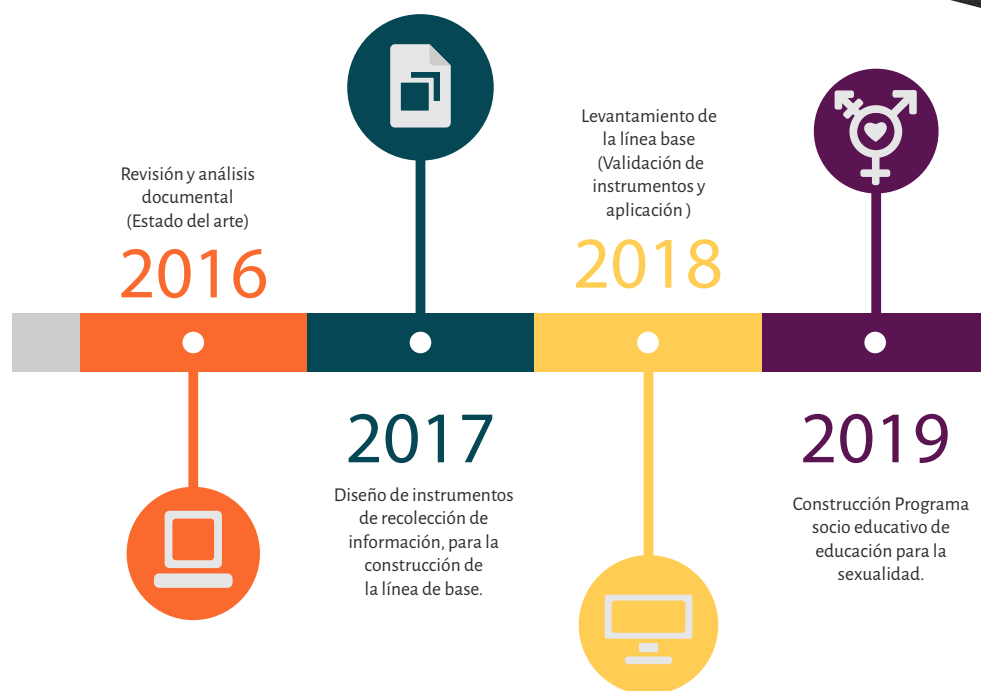 Revisión y análisis
documental
(Estado del arte)
2016
2017
Diseño de instrumentos
de recolección de
información, para la
construcción de
la línea de base.
Levantamiento de
la línea base
(Validación de
instrumentos y
aplicación )
2018
2019
Construcción Programa
socio educativo de
educación para la
sexualidad.